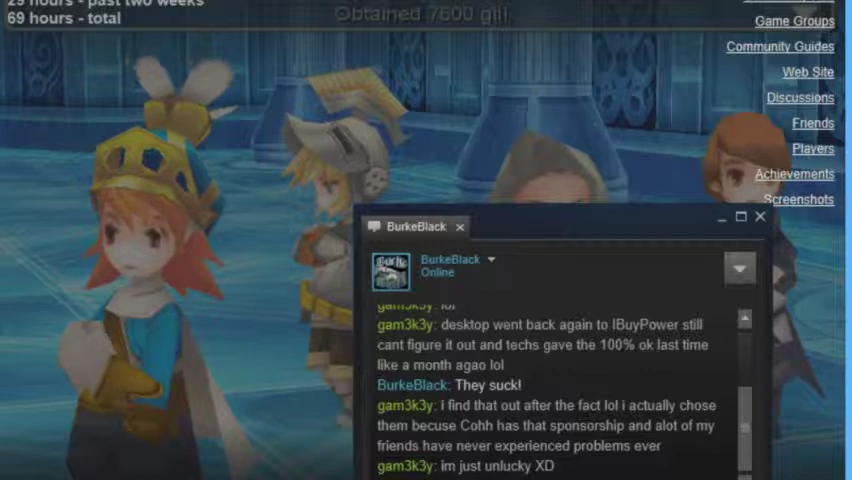 29 hours - past two weeks
69 hours - total
Obtained 7600 gil!
Game Groups
Community Guides
Web Site
Discussions
Friends
Players
Achievements
Screenshots
BurkeBlack
BurkeBlack
Online
gam3k3y: lol
gam3k3y: desktop went back again to IBuyPower still
cant figure it out and techs gave the 100% ok last time
like a month agao lol
BurkeBlack: They suck!
gam3k3y: i find that out after the fact lol i actually chose
them becuse Cohh has that sponsorship and alot of my
friends have never experienced problems ever
gam3k3y: im just unlucky XD